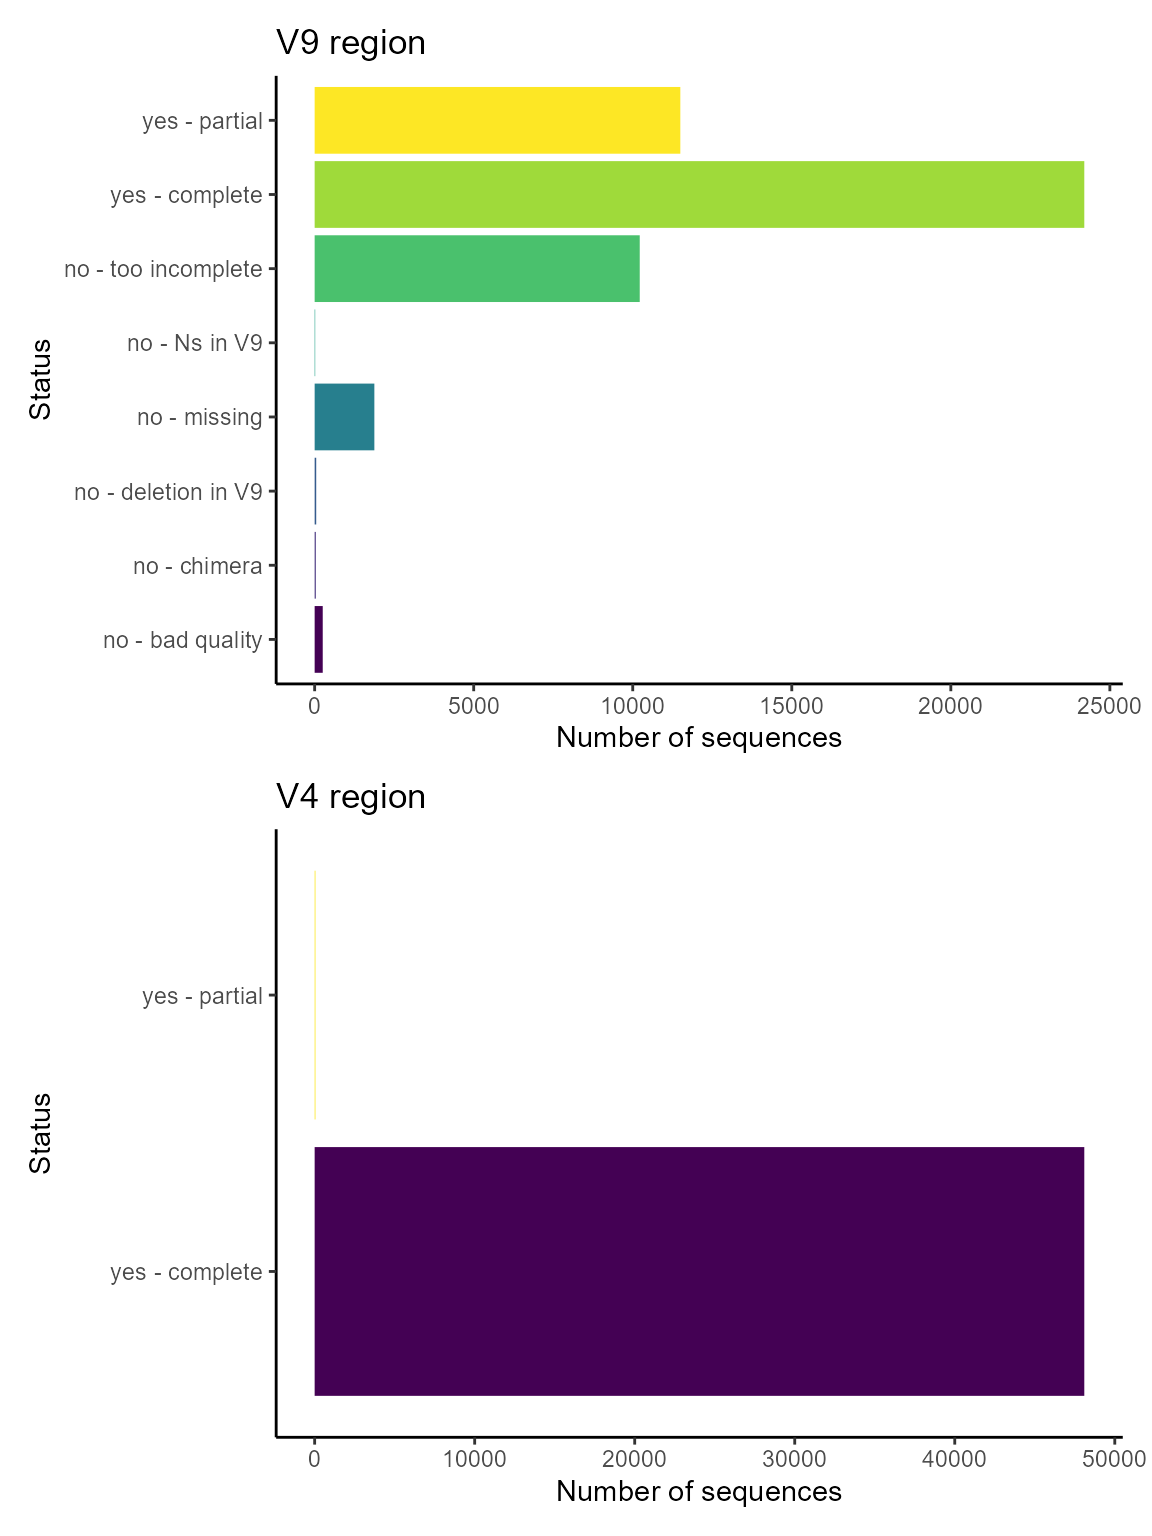 V9 region
Status
yes - partial
yes - complete
no - too incomplete
no - Ns in V9
no - missing
no - deletion in V9
no - chimera
no - bad quality
0 5000 10000 15000 20000 25000
Number of sequences
V4 region
Status
yes - partial
yes - complete
0 10000 20000 30000 40000 50000
Number of sequences